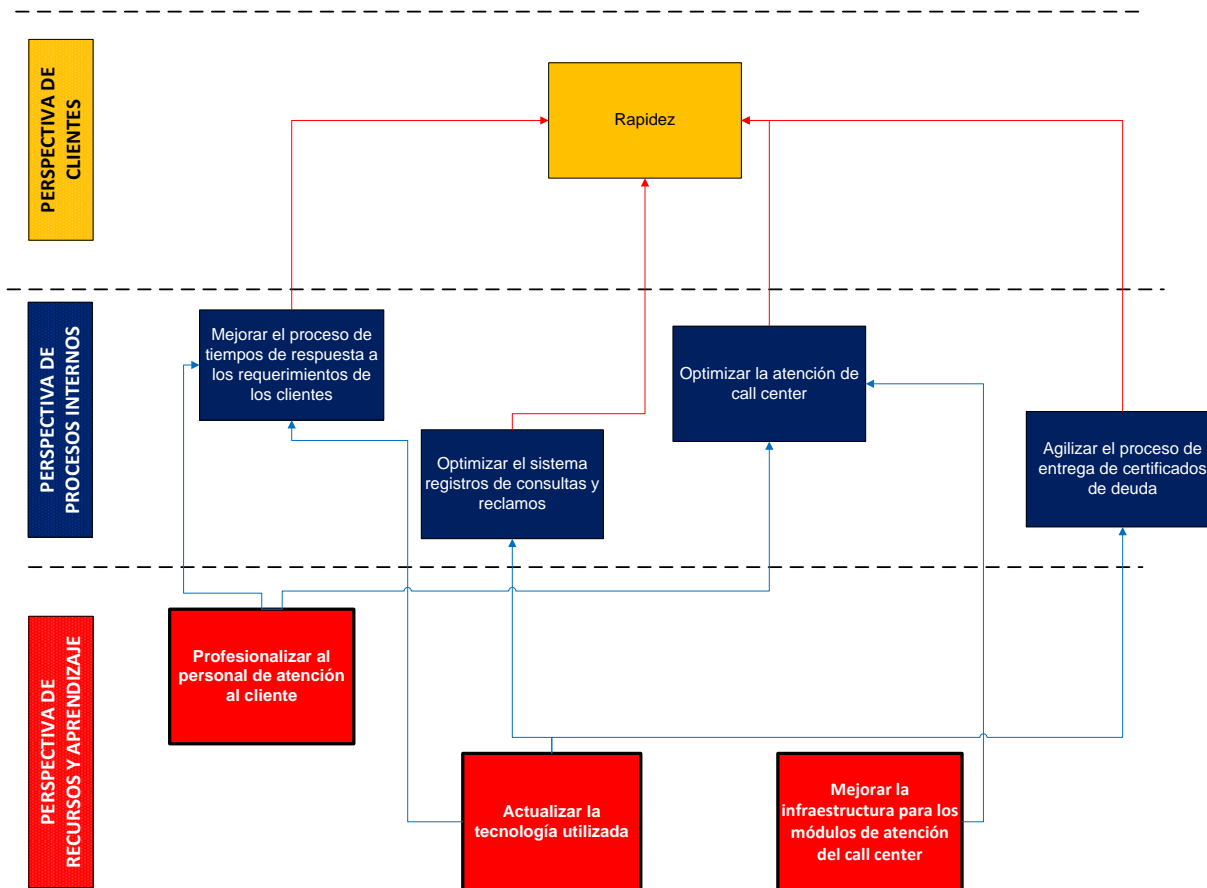 PERSPECTIVA DE
CLIENTES
Rapidez
PERSPECTIVA DE
PROCESOS INTERNOS
Mejorar el proceso de
tiempos de respuesta a
los requerimientos de
los clientes
Optimizar el sistema
registros de consultas y
reclamos
Optimizar la atención de
call center
Agilizar el proceso de
entrega de certificados
de deuda
PERSPECTIVA DE
RECURSOS Y APRENDIZAJE
Profesionalizar al
personal de atención
al cliente
Actualizar la
tecnología utilizada
Mejorar la
infraestructura para los
módulos de atención
del call center